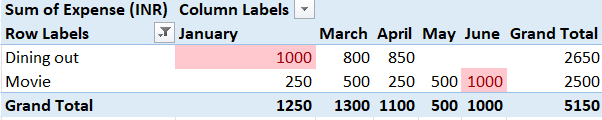 Sum of Expense (INR) Column Labels
Row Labels January March April May June Grand Total
Dining out 1000 800 850 2650
Movie 250 500 250 500 1000 2500
Grand Total 1250 1300 1100 500 1000 5150